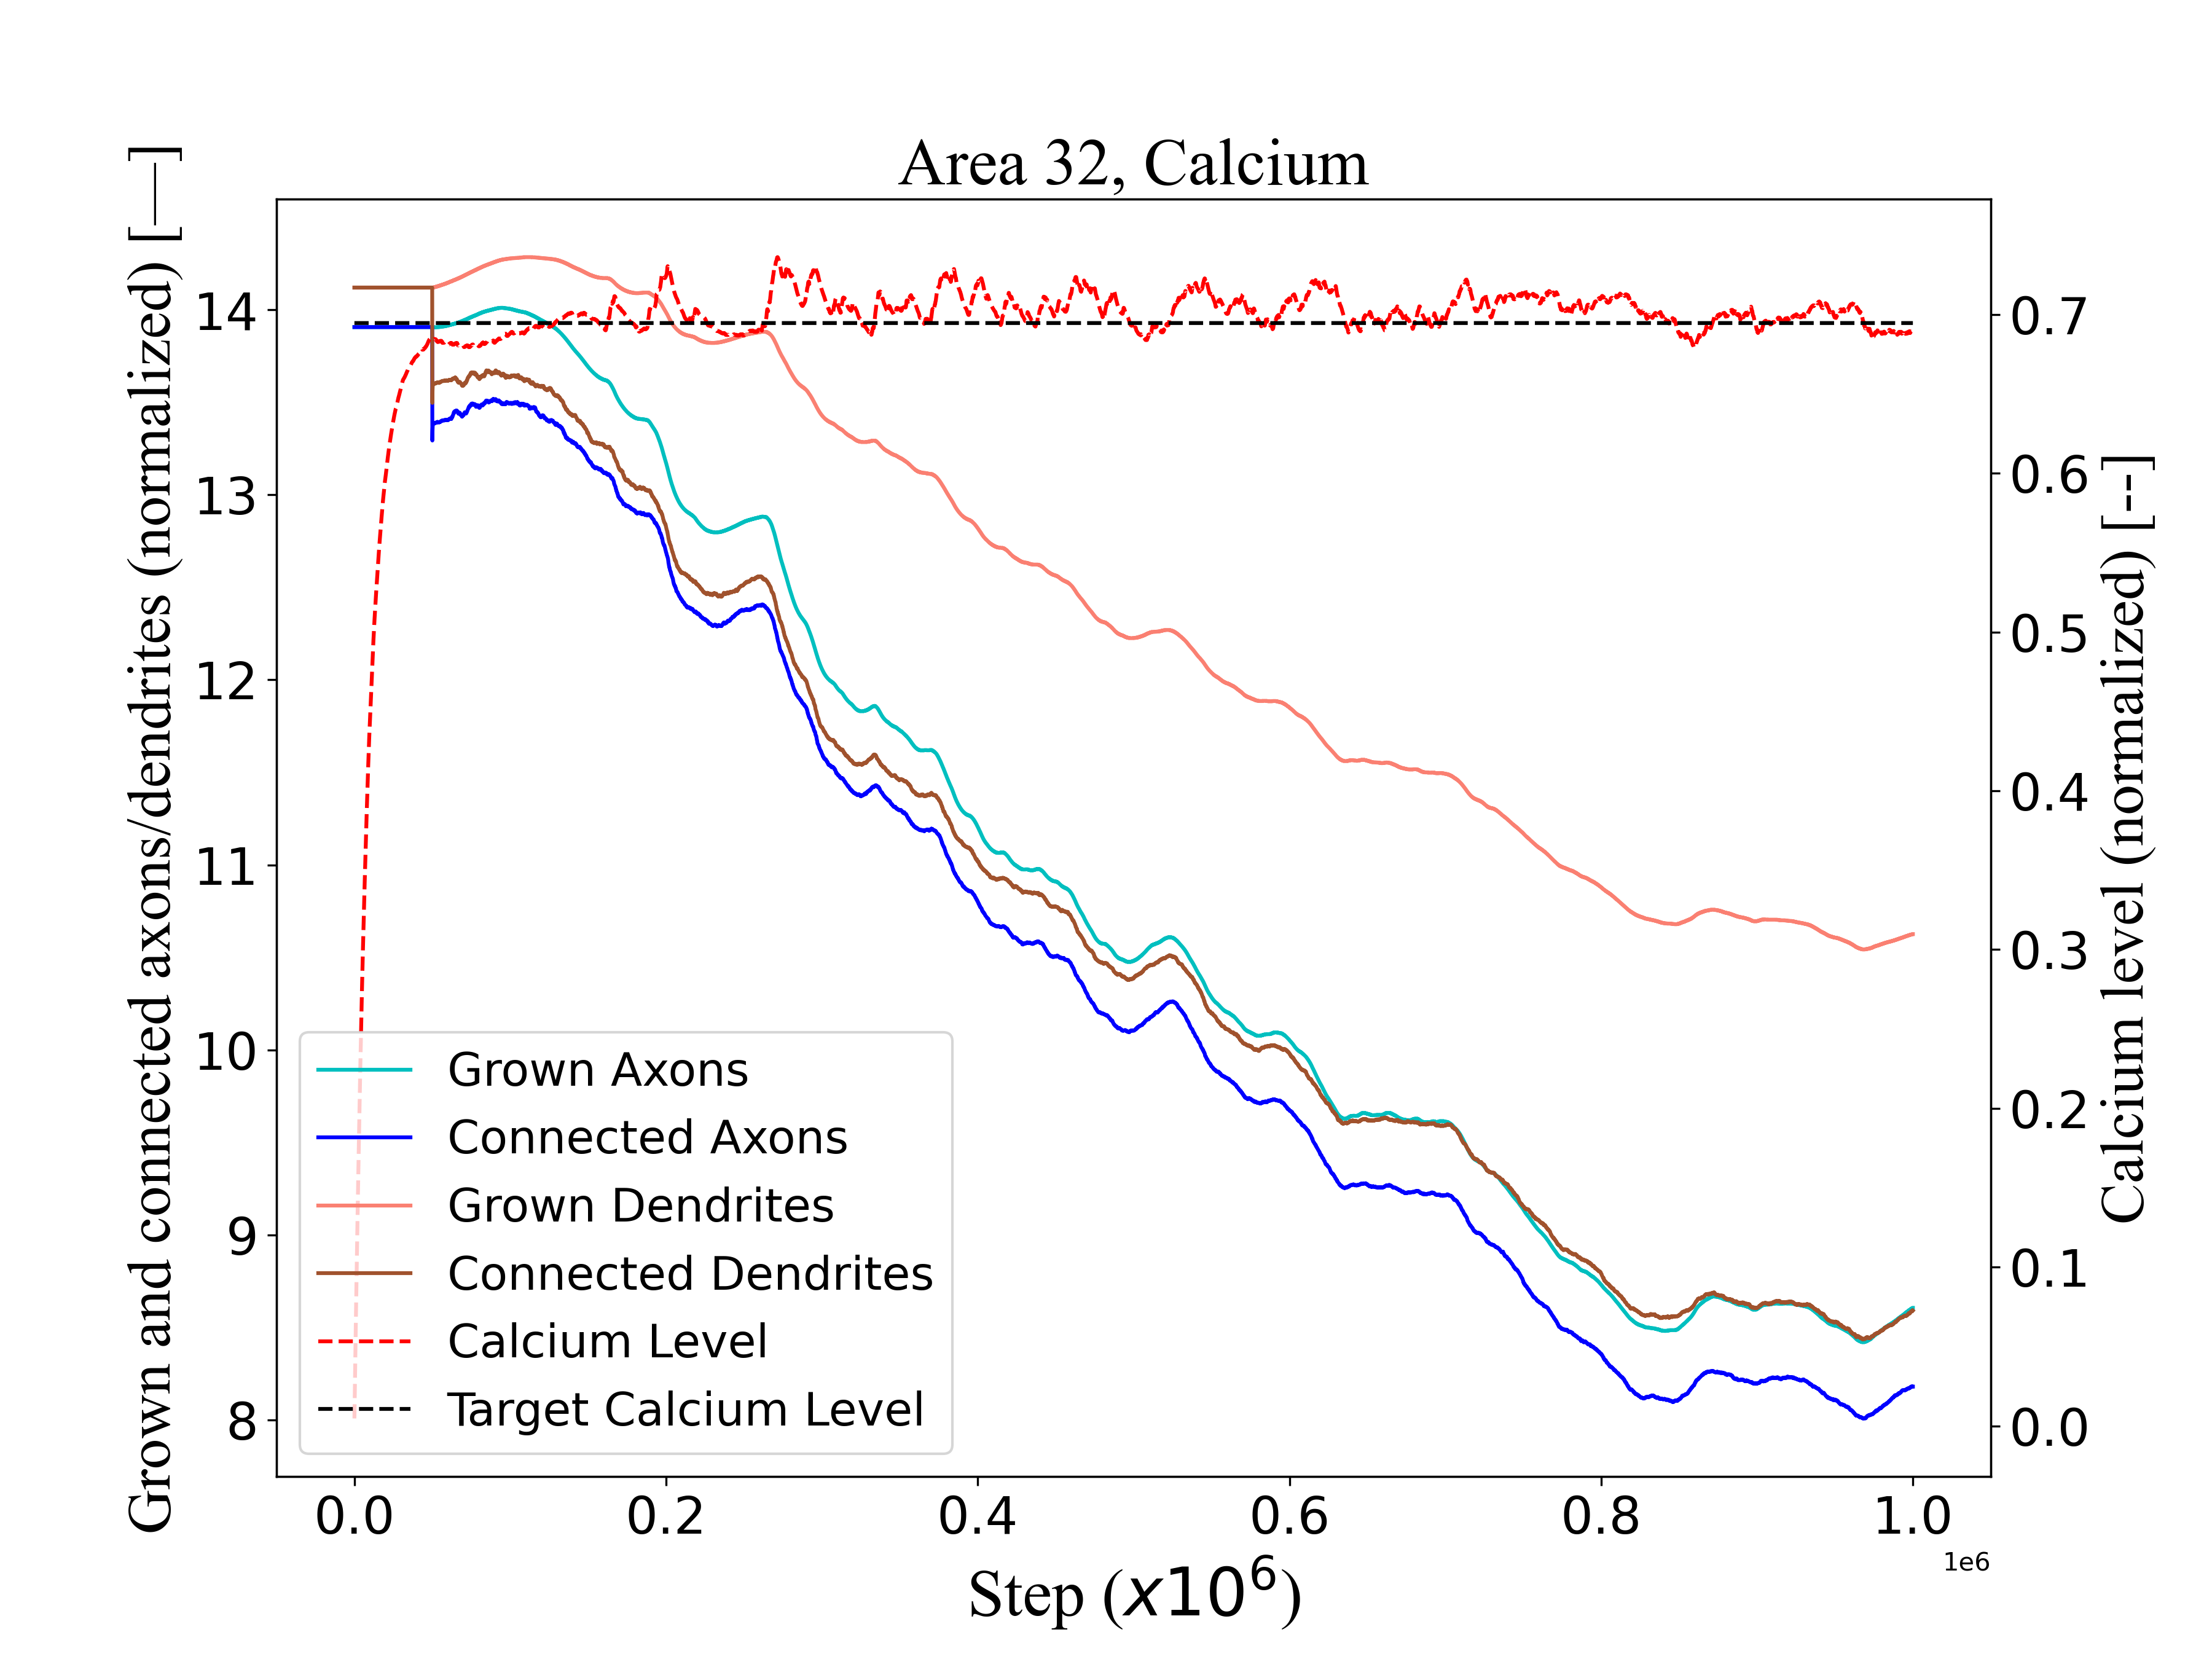 Area 32, Calcium
Grown and connected axons/dendrites (normalized) [—]
14
13
12
11
10
9
8
0.7
0.6
0.5
0.4
0.3
0.2
0.1
0.0
Calcium level (normalized) [--]
Grown Axons
Connected Axons
Grown Dendrites
Connected Dendrites
Calcium Level
Target Calcium Level
0.0 0.2 0.4 0.6 0.8 1.0
1e6
Step (x10⁶)